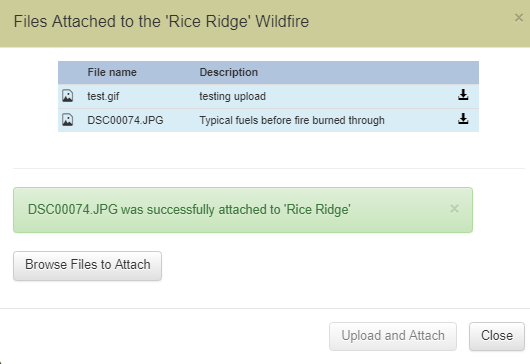 Files Attached to the 'Rice Ridge' Wildfire ×
File name Description
test.gif testing upload
DSC00074.JPG Typical fuels before fire burned through
DSC00074.JPG was successfully attached to 'Rice Ridge' ×
Browse Files to Attach
Upload and Attach Close